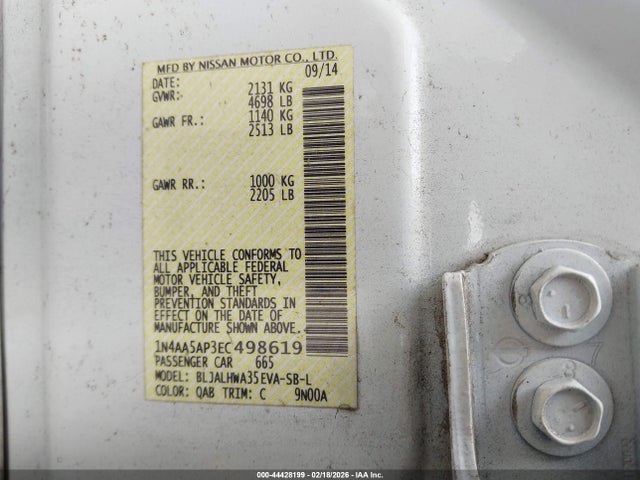 MFD BY NISSAN MOTOR CO., LTD.
DATE: 09/14
GVWR: 2131 KG
4698 LB
GAWR FR.: 1140 KG
2513 LB
GAWR RR.: 1000 KG
2205 LB
THIS VEHICLE CONFORMS TO
ALL APPLICABLE FEDERAL
MOTOR VEHICLE SAFETY,
BUMPER, AND THEFT
PREVENTION STANDARDS IN
EFFECT ON THE DATE OF
MANUFACTURE SHOWN ABOVE.
1N4AA5AP3EC498619
PASSENGER CAR 665
MODEL: BLJALHWA35EVA-SB-L
COLOR: QAB TRIM: C 9N00A
000-44428199 - 02/18/2026 - IAA Inc.